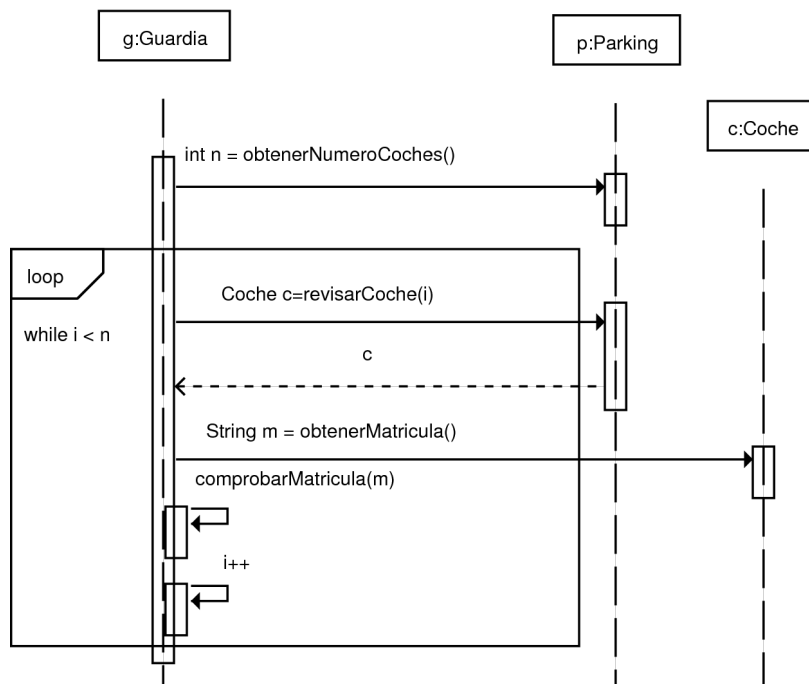 g:Guardia
p:Parking
c:Coche
int n = obtenerNumeroCoches()
loop
Coche c=revisarCoche(i)
while i < n
c
String m = obtenerMatricula()
comprobarMatricula(m)
i++